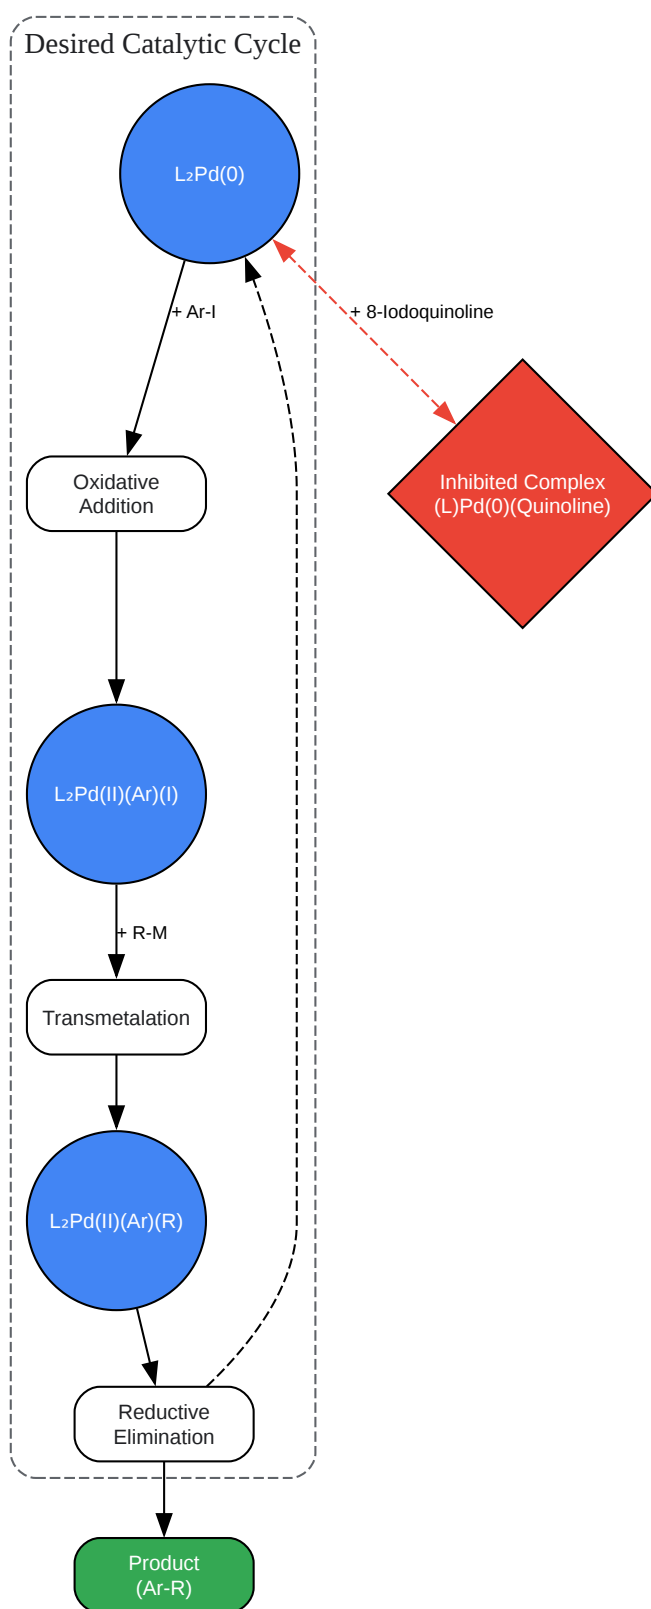 Desired Catalytic Cycle
L₂Pd(0)
+ Ar-I
+ 8-Iodoquinoline
Oxidative
Addition
Inhibited Complex
(L)Pd(0)(Quinoline)
L₂Pd(II)(Ar)(I)
+ R-M
Transmetalation
L₂Pd(II)(Ar)(R)
Reductive
Elimination
Product
(Ar-R)